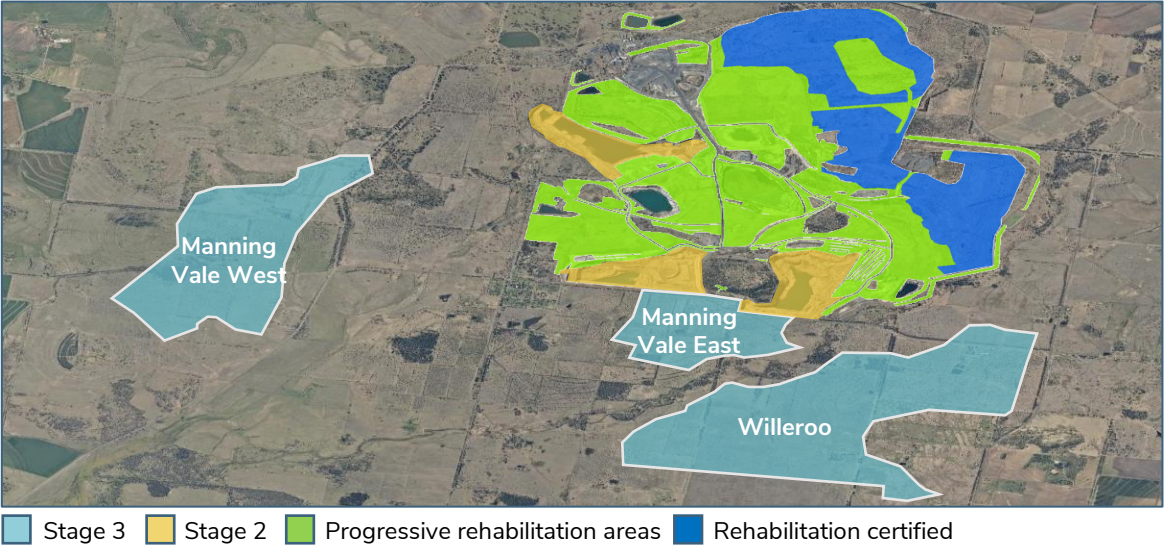 Manning
Vale West
Manning
Vale East
Willeroo
Stage 3
Stage 2
Progressive rehabilitation areas
Rehabilitation certified